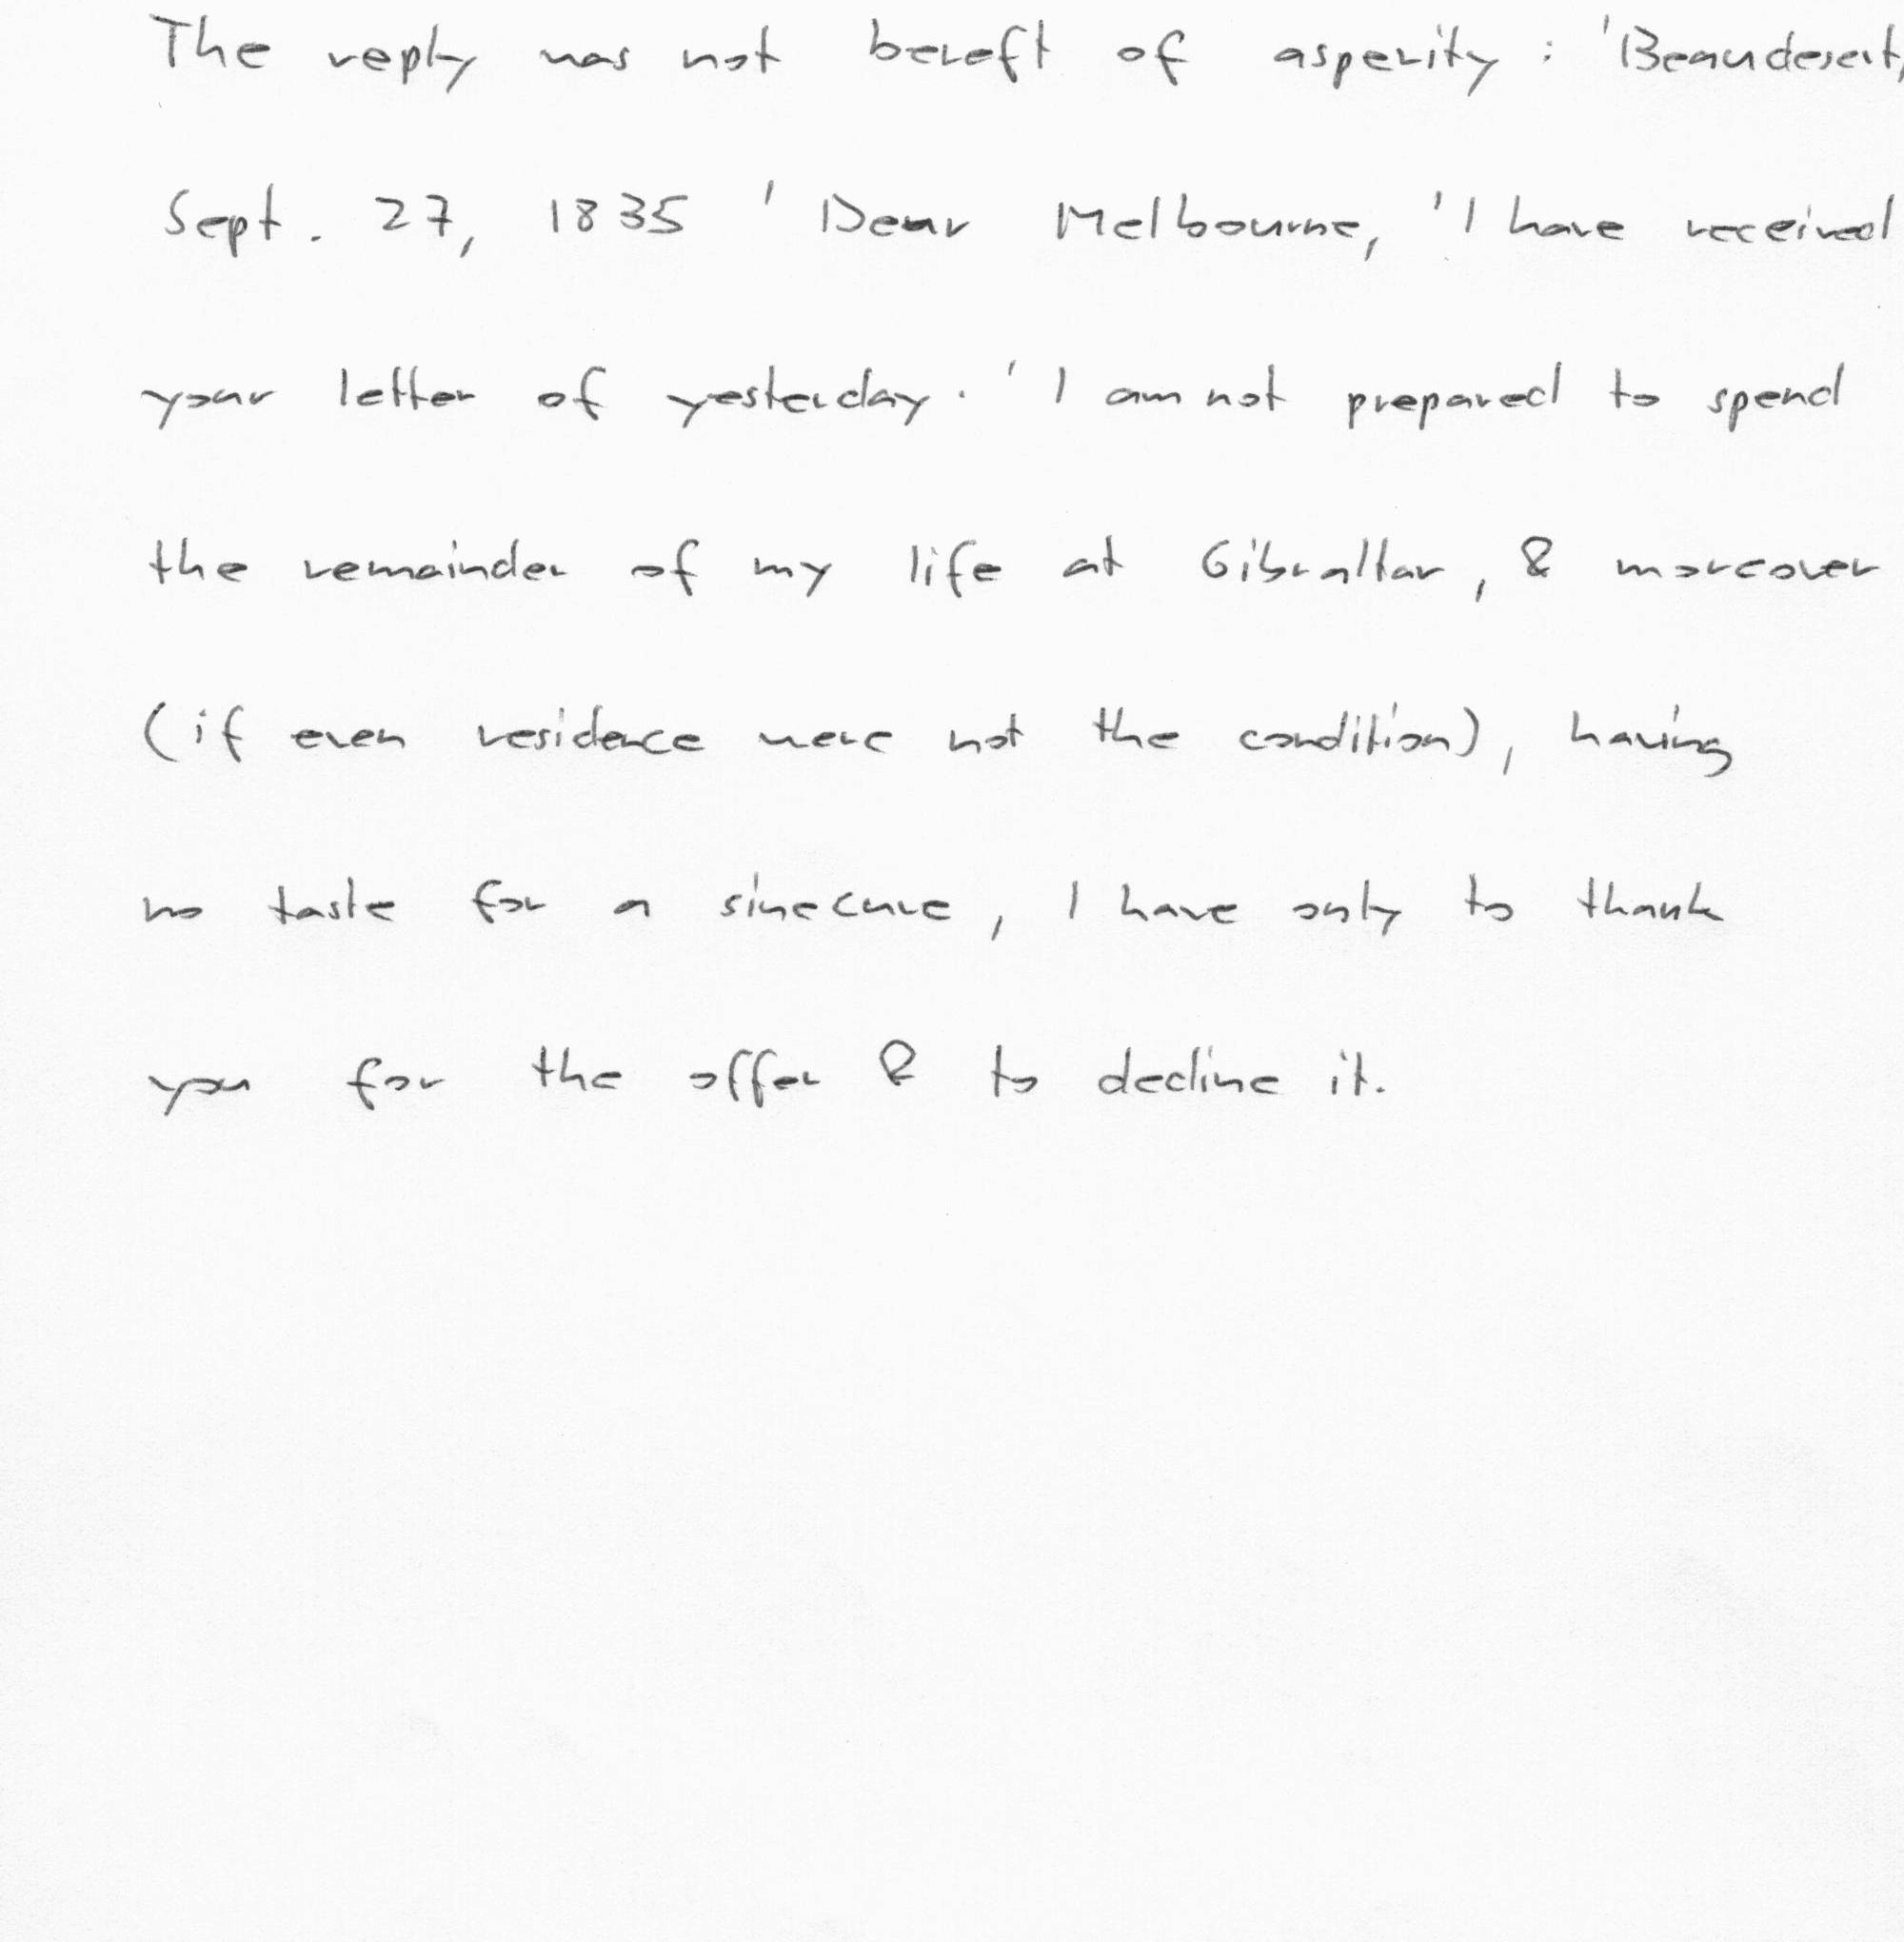 The reply was not bereft of asperity : 'Beaudesert,
Sept. 27, 1835 ' Dear Melbourne, 'I have received
your letter of yesterday. 'I am not prepared to spend
the remainder of my life at Gibraltar, & moreover
(if even residence were not the condition), having
no taste for a sinecure, I have only to thank
you for the offer & to decline it.